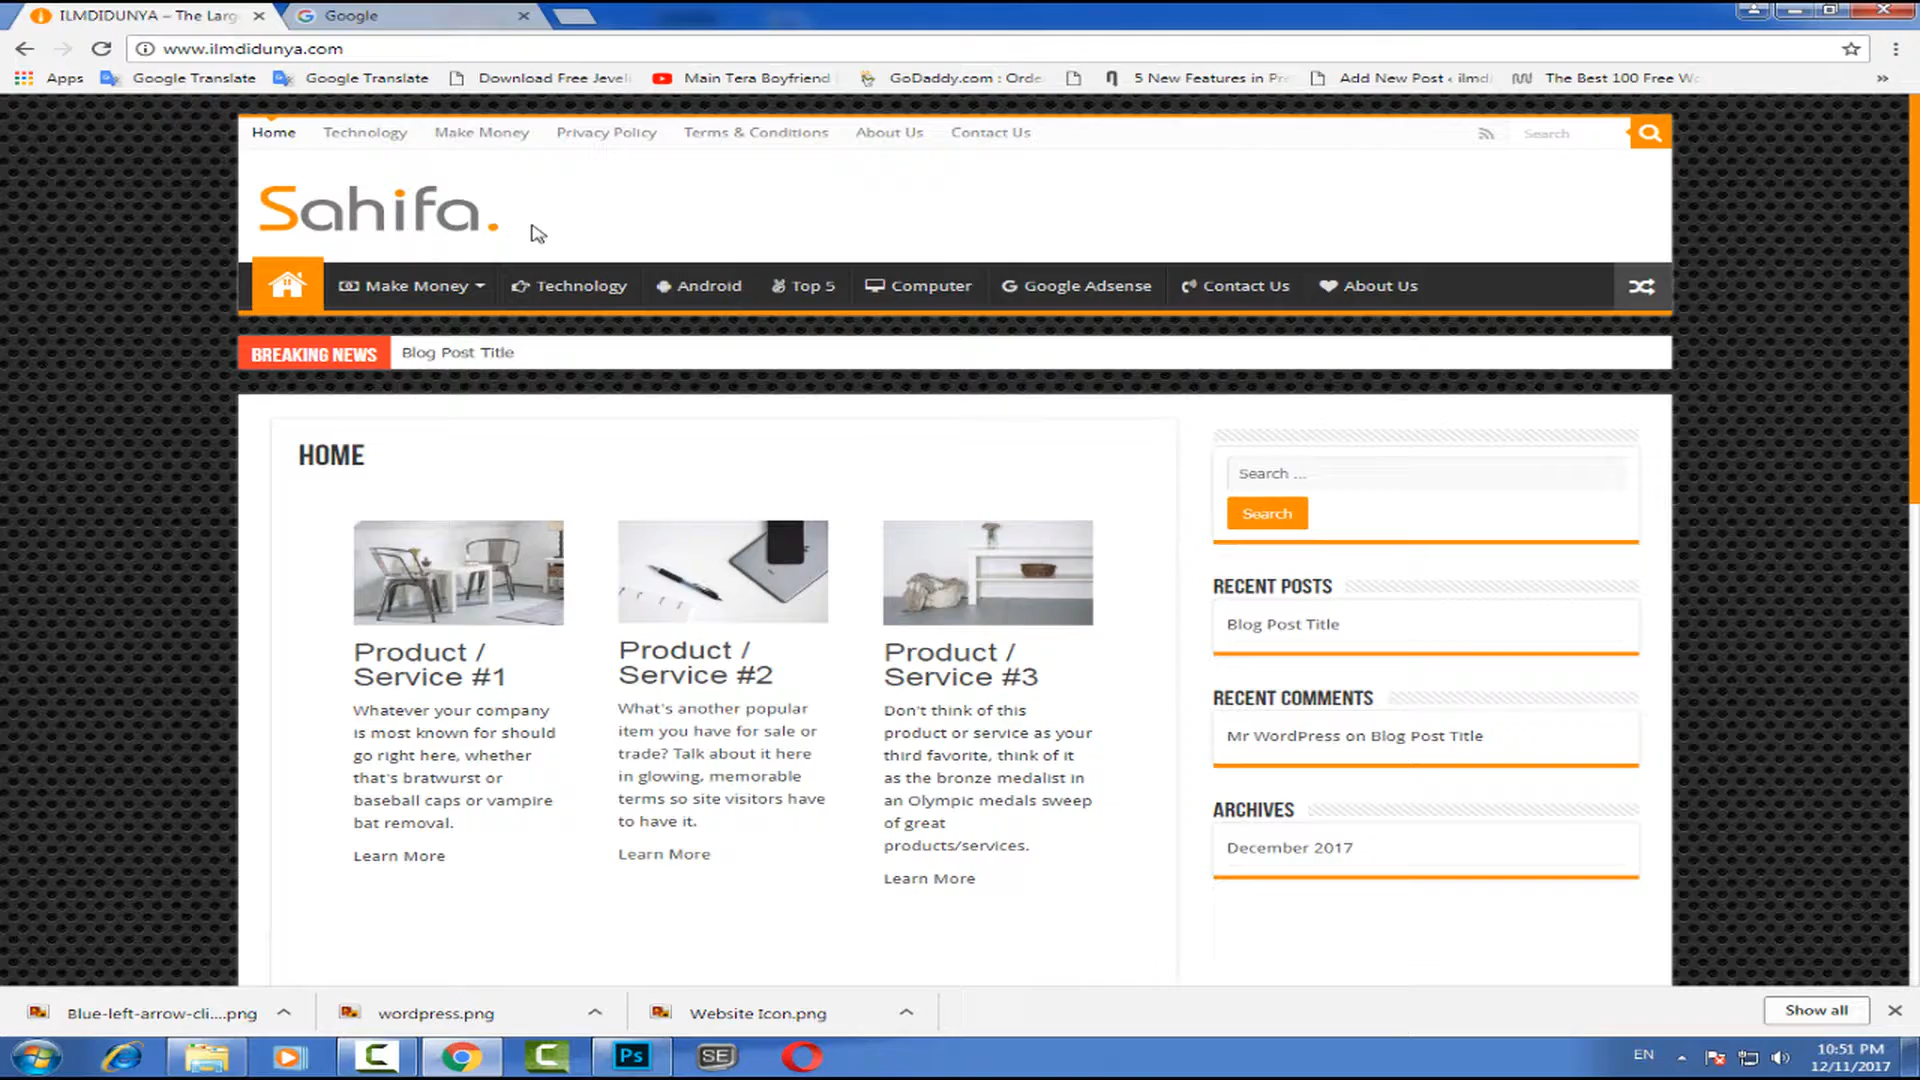 ILMDIDUNYA – The Larg
Google
www.ilmdidunya.com
Apps
Google Translate
Google Translate
Download Free Jeveli
Main Tera Boyfriend
GoDaddy.com : Orde
5 New Features in Pr
Add New Post ‹ ilmdi
The Best 100 Free Wo
Home
Technology
Make Money
Privacy Policy
Terms & Conditions
About Us
Contact Us
Search
Sahifa.
Make Money
Technology
Android
Top 5
Computer
Google Adsense
Contact Us
About Us
BREAKING NEWS
Blog Post Title
HOME
Product /
Service #1
Whatever your company
is most known for should
go right here, whether
that's bratwurst or
baseball caps or vampire
bat removal.
Learn More
Product /
Service #2
What's another popular
item you have for sale or
trade? Talk about it here
in glowing, memorable
terms so site visitors have
to have it.
Learn More
Product /
Service #3
Don't think of this
product or service as your
third favorite, think of it
as the bronze medalist in
an Olympic medals sweep
of great
products/services.
Learn More
Search ...
Search
RECENT POSTS
Blog Post Title
RECENT COMMENTS
Mr WordPress on Blog Post Title
ARCHIVES
December 2017
Blue-left-arrow-cli....png
wordpress.png
Website Icon.png
Show all
Ps
SE
EN
10:51 PM
12/11/2017